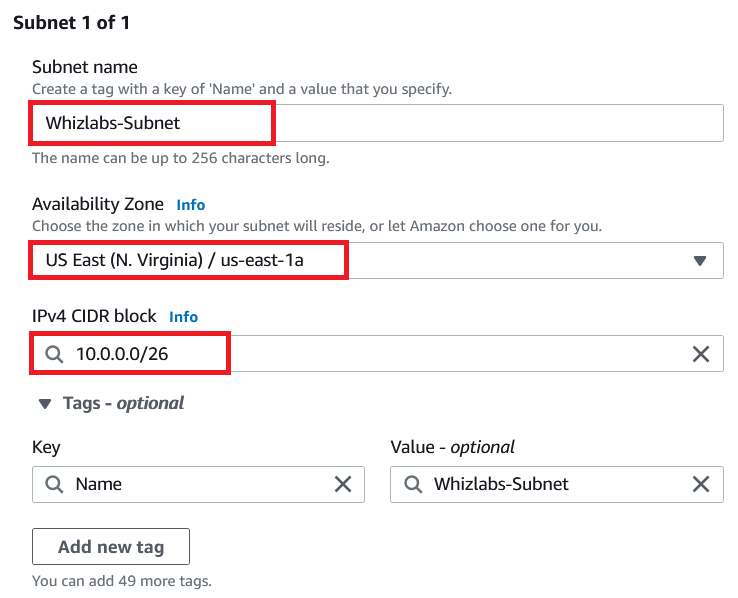 Subnet 1 of 1
Subnet name
Create a tag with a key of 'Name' and a value that you specify.
Whizlabs-Subnet
The name can be up to 256 characters long.
Availability Zone Info
Choose the zone in which your subnet will reside, or let Amazon choose one for you.
US East (N. Virginia) / us-east-1a
IPv4 CIDR block Info
10.0.0.0/26
Tags - optional
Key Value - optional
Name Whizlabs-Subnet
Add new tag
You can add 49 more tags.